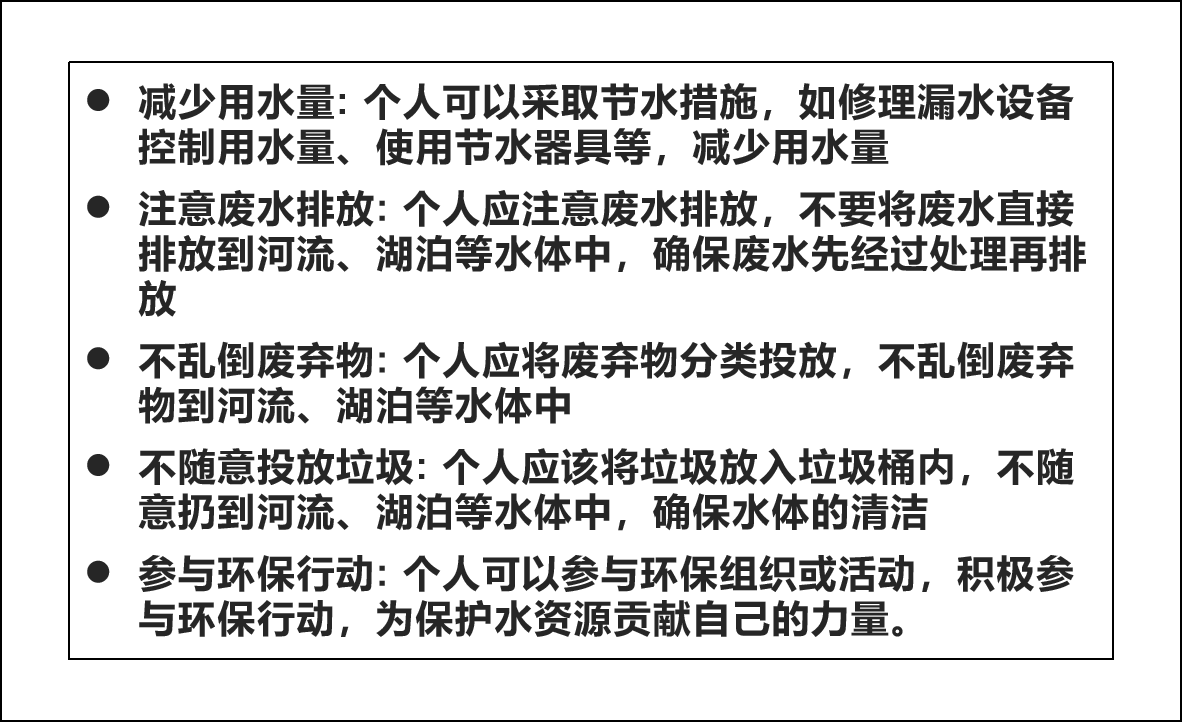 ● 减少用水量：个人可以采取节水措施，如修理漏水设备
控制用水量、使用节水器具等，减少用水量
● 注意废水排放：个人应注意废水排放，不要将废水直接
排放到河流、湖泊等水体中，确保废水先经过处理再排
放
● 不乱倒废弃物：个人应将废弃物分类投放，不乱倒废弃
物到河流、湖泊等水体中
● 不随意投放垃圾：个人应该将垃圾放入垃圾桶内，不随
意扔到河流、湖泊等水体中，确保水体的清洁
● 参与环保行动：个人可以参与环保组织或活动，积极参
与环保行动，为保护水资源贡献自己的力量。